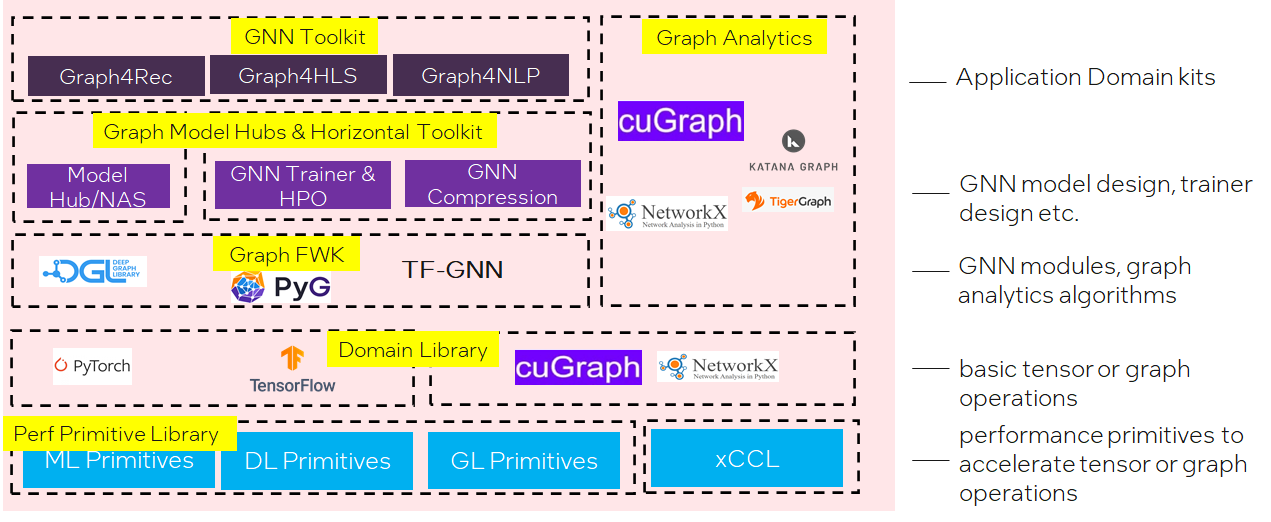 GNN Toolkit
Graph4Rec
Graph4HLS
Graph4NLP
Graph Model Hubs & Horizontal Toolkit
Model
Hub/NAS
GNN Trainer &
HPO
GNN
Compression
Graph FWK
DGL
DEEP
GRAPH
LIBRARY
PyG
TF-GNN
Graph Analytics
cuGraph
KATANA GRAPH
NetworkX
Network Analysis in Python
TigerGraph
Domain Library
PyTorch
TensorFlow
cuGraph
NetworkX
Network Analysis in Python
Perf Primitive Library
ML Primitives
DL Primitives
GL Primitives
xCCL
Application Domain kits
GNN model design, trainer
design etc.
GNN modules, graph
analytics algorithms
basic tensor or graph
operations
performance primitives to
accelerate tensor or graph
operations